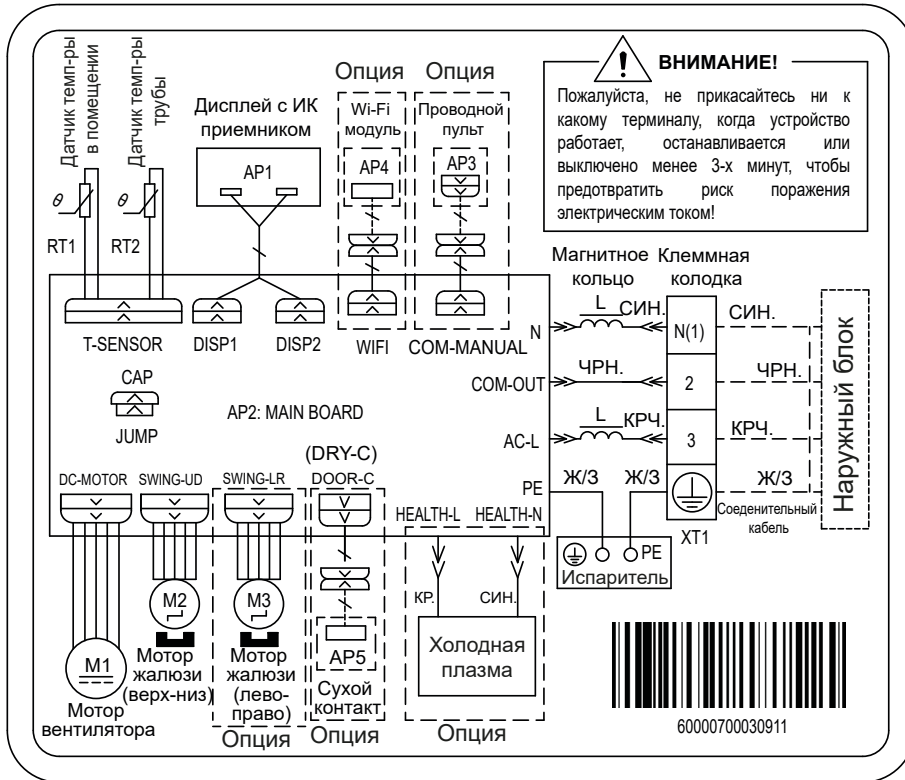 Датчик темп-ры
в помещении
Датчик темп-ры
трубы
Дисплей с ИК
приемником
Опция
Опция
Wi-Fi
модуль
Проводной
пульт
AP1
AP4
AP3
ВНИМАНИЕ!
Пожалуйста, не прикасайтесь ни к
какому терминалу, когда устройство
работает, останавливается или
выключено менее 3-х минут, чтобы
предотвратить риск поражения
электрическим током!
θ
θ
RT1
RT2
T-SENSOR
DISP1
DISP2
WIFI
COM-MANUAL
CAP
JUMP
AP2: MAIN BOARD
Магнитное
кольцо
Клеммная
колодка
N
L
СИН.
N(1)
СИН.
COM-OUT
ЧРН.
2
ЧРН.
AC-L
L
КРЧ.
3
КРЧ.
PE
Ж/З
Ж/З
Ж/З
Соеденительный
кабель
XT1
Наружный блок
PE
Испаритель
DC-MOTOR
SWING-UD
SWING-LR
(DRY-C)
DOOR-C
HEALTH-L
HEALTH-N
M1
Мотор
вентилятора
M2
Мотор
жалюзи
(верх-низ)
M3
Мотор
жалюзи
(лево-
право)
Опция
AP5
Сухой
контакт
Опция
КР.
СИН.
Холодная
плазма
Опция
60000700030911